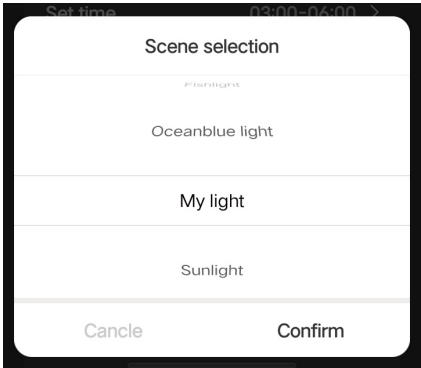 Set time 03:00-06:00
Scene selection
Fishlight
Oceanblue light
My light
Sunlight
Cancle Confirm